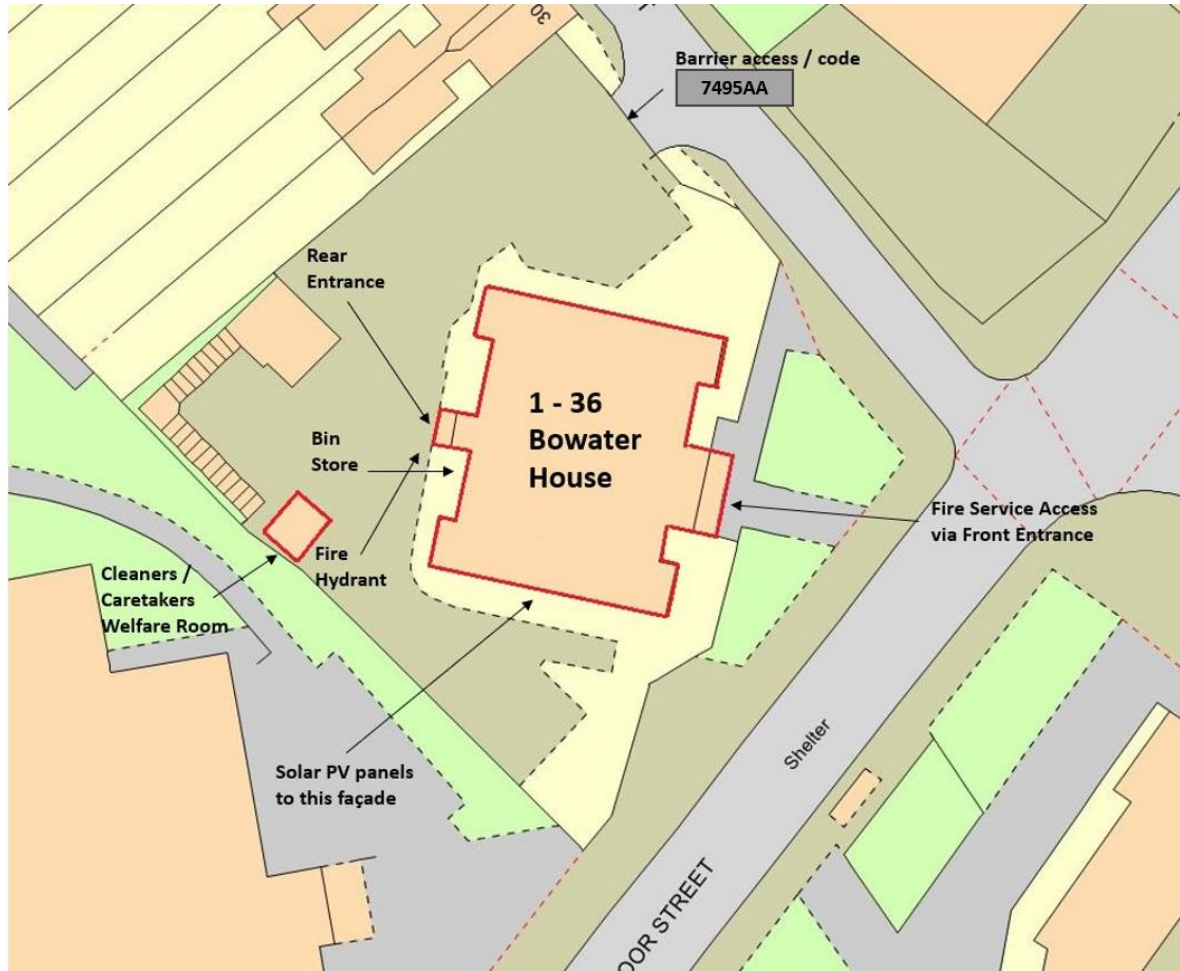 30
Barrier access / code
7495AA
Rear
Entrance
1 - 36
Bowater
House
Bin
Store
Fire Service Access
via Front Entrance
Fire
Hydrant
Cleaners /
Caretakers
Welfare Room
Shelter
Solar PV panels
to this façade
OOR STREET